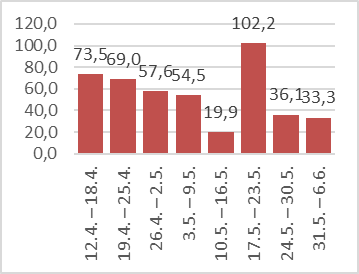 120,0
100,0
80,0
60,0
40,0
20,0
0,0
73,5
69,0
57,6
54,5
19,9
102,2
36,1
33,3
12.4. – 18.4.
19.4. – 25.4.
26.4. – 2.5.
3.5. – 9.5.
10.5. – 16.5.
17.5. – 23.5.
24.5. – 30.5.
31.5. – 6.6.